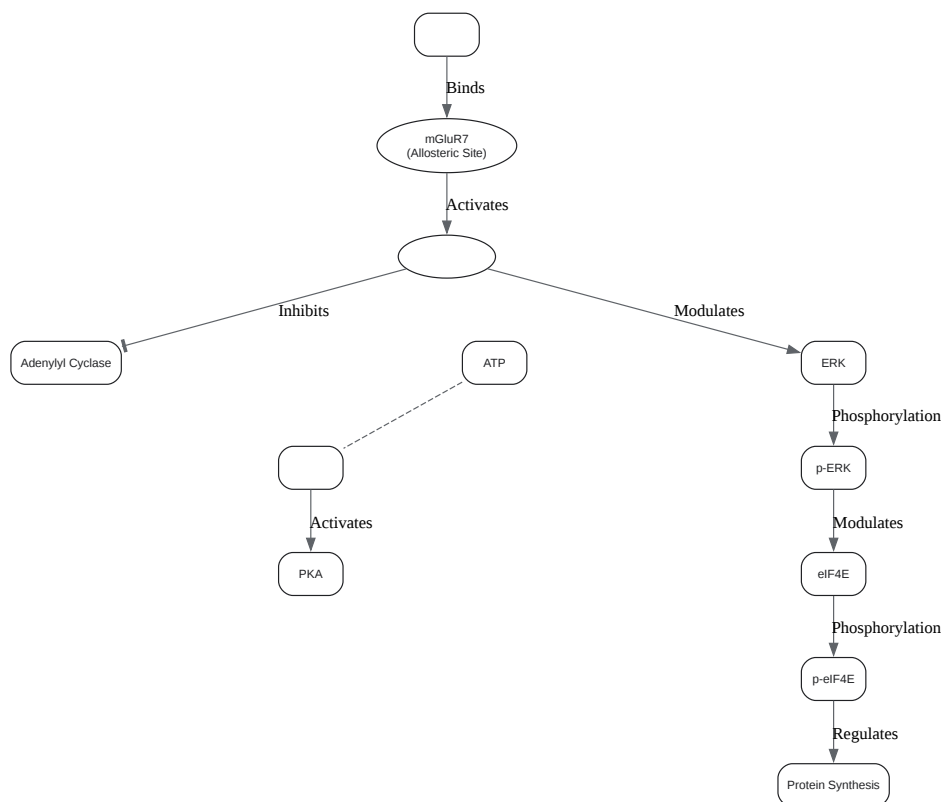 Binds
mGluR7
(Allosteric Site)
Activates
Inhibits
Modulates
Adenylyl Cyclase
ATP
ERK
Phosphorylation
p-ERK
Activates
Modulates
PKA
eIF4E
Phosphorylation
p-eIF4E
Regulates
Protein Synthesis